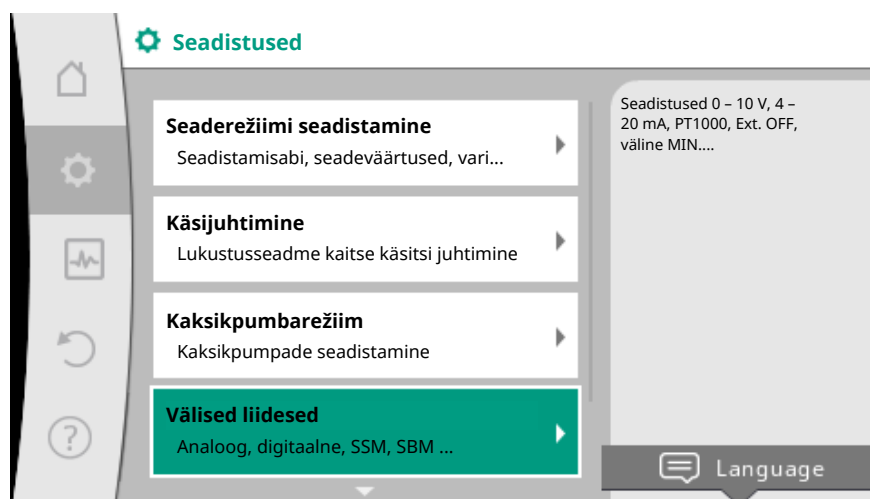 Seadistused
Seaderežiimi seadistamine
Seadistamisabi, seadeväärtused, vari...
Käsijuhtimine
Lukustusseadme kaitse käsitsi juhtimine
Kaksikpumbarežiim
Kaksikpumpade seadistamine
Välised liidesed
Analoog, digitaalne, SSM, SBM ...
Seadistused 0 – 10 V, 4 –
20 mA, PT1000, Ext. OFF,
väline MIN....
Language